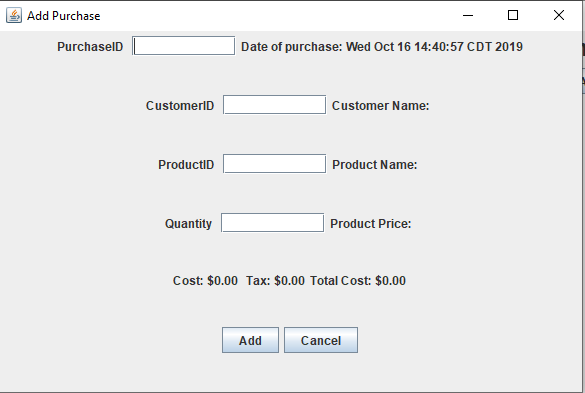 Add Purchase
PurchaseID Date of purchase: Wed Oct 16 14:40:57 CDT 2019
CustomerID Customer Name:
ProductID Product Name:
Quantity Product Price:
Cost: $0.00 Tax: $0.00 Total Cost: $0.00
Add Cancel